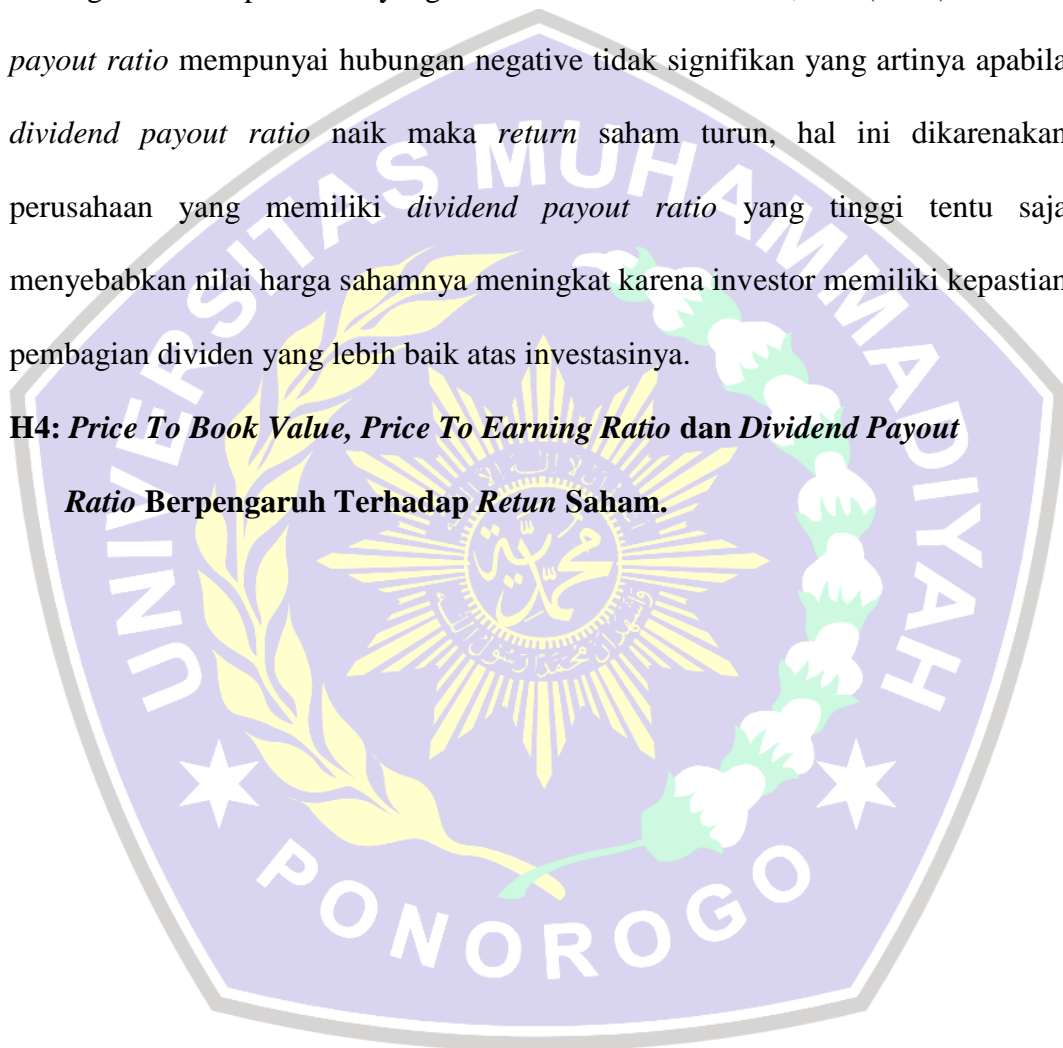 payout ratio mempunyai hubungan negative tidak signifikan yang artinya apabila
dividend payout ratio naik maka return saham turun, hal ini dikarenakan
perusahaan yang memiliki dividend payout ratio yang tinggi tentu saja
menyebabkan nilai harga sahamnya meningkat karena investor memiliki kepastian
pembagian dividen yang lebih baik atas investasinya.
H4: Price To Book Value, Price To Earning Ratio dan Dividend Payout
Ratio Berpengaruh Terhadap Retun Saham.
UNIVERSITAS MUHAMMADIYAH
PONOROGO
محمدية